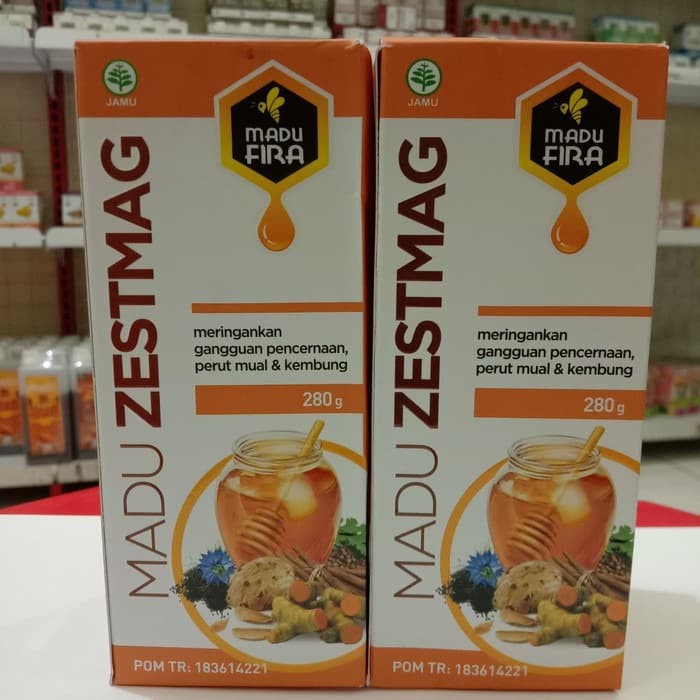 JAMU
MADU
FIRA
MADU ZESTMAG
meringankan
gangguan pencernaan,
perut mual & kembung
280 g
POM TR: 183614221
JAMU
MADU
FIRA
MADU ZESTMAG
meringankan
gangguan pencernaan,
perut mual & kembung
280 g
POM TR: 183614221